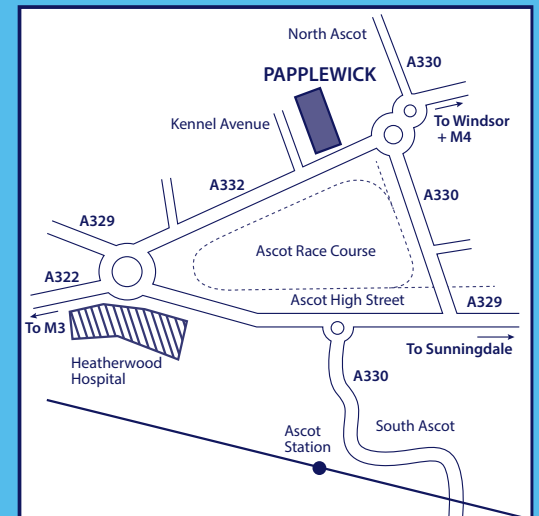 North Ascot
A330
PAPPLEWICK
Kennel Avenue
To Windsor
+ M4
A332
A330
A329
Ascot Race Course
A322
Ascot High Street
A329
To M3
To Sunningdale
Heatherwood
Hospital
A330
Ascot
Station
South Ascot